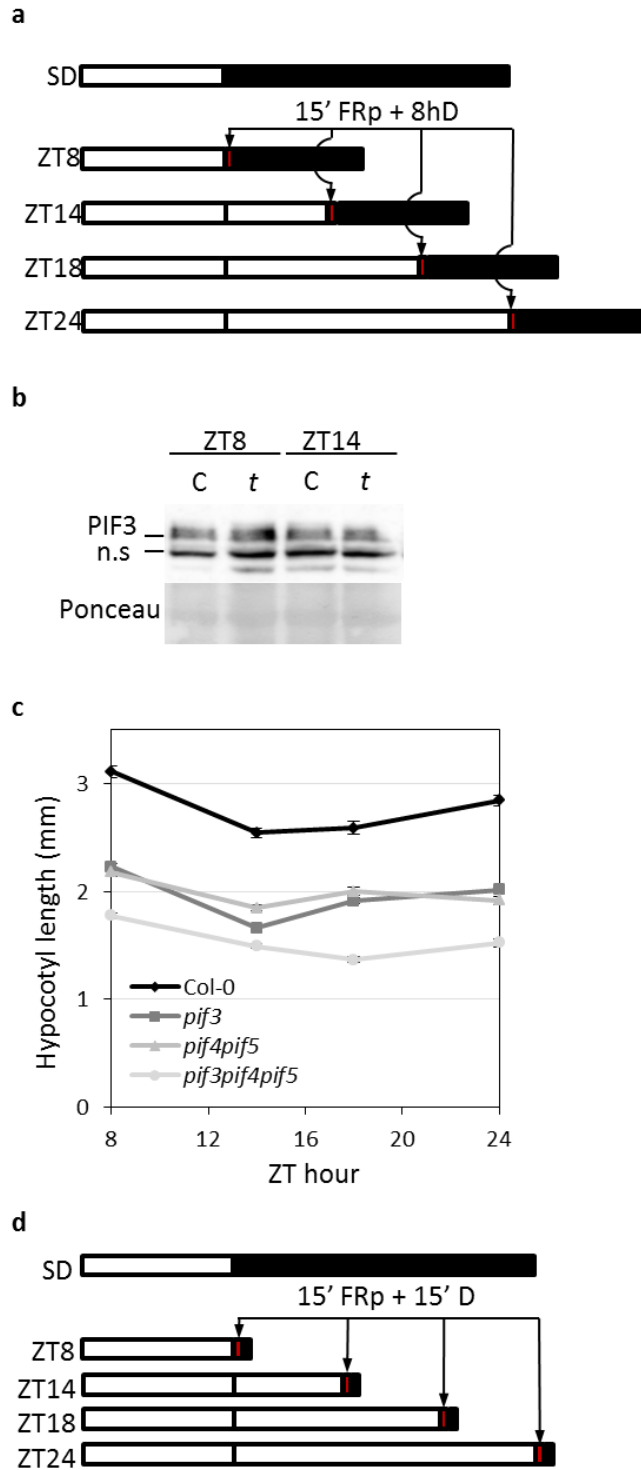 a
SD
15' FRp + 8hD
ZT8
ZT14
ZT18
ZT24
b
ZT8 ZT14
C t C t
PIF3
n.s
Ponceau
c
Hypocotyl length (mm)
3
2
1
0
Col-0
pif3
pif4pif5
pif3pif4pif5
8 12 16 20 24
ZT hour
d
SD
15' FRp + 15' D
ZT8
ZT14
ZT18
ZT24